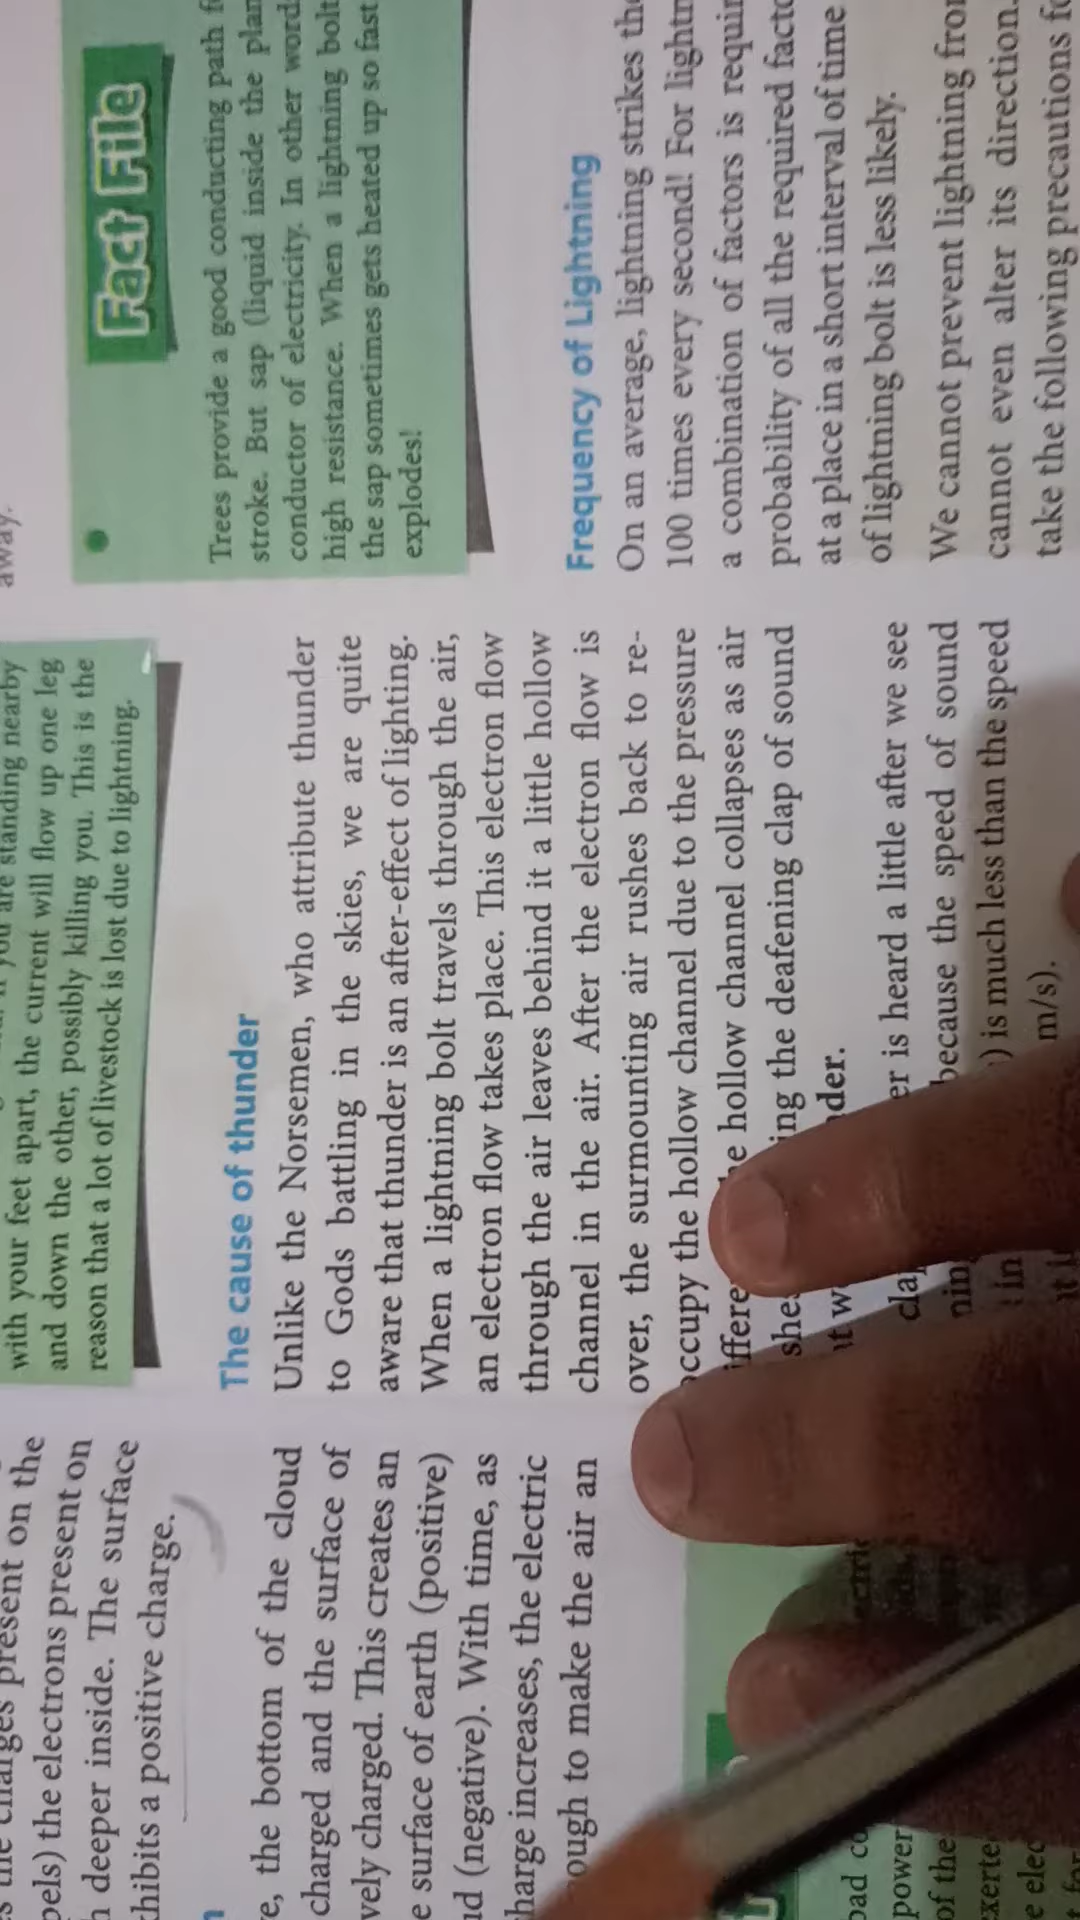 s the charges present on the
pels) the electrons present on
deeper inside. The surface
hibits a positive charge.
the bottom of the cloud
charged and the surface of
vely charged. This creates an
surface of earth (positive)
(negative). With time, as
harge increases, the electric
ough to make the air an
oad co
power
of the
exerte
e elec
are standing nearby
with your feet apart, the current will flow up one leg
and down the other, possibly killing you. This is the
reason that a lot of livestock is lost due to lightning.
The cause of thunder
Unlike the Norsemen, who attribute thunder
to Gods battling in the skies, we are quite
aware that thunder is an after-effect of lighting.
When a lightning bolt travels through the air,
an electron flow takes place. This electron flow
through the air leaves behind it a little hollow
channel in the air. After the electron flow is
over, the surmounting air rushes back to re-
occupy the hollow channel due to the pressure
iffere he hollow channel collapses as air
she ing the deafening clap of sound
der.
cla er is heard a little after we see
nin because the speed of sound
in ) is much less than the speed
m/s).
away.
Fact File
Trees provide a good conducting path f
stroke. But sap (liquid inside the plan
conductor of electricity. In other word
high resistance. When a lightning bolt
the sap sometimes gets heated up so fast
explodes!
Frequency of Lightning
On an average, lightning strikes the
100 times every second! For lightn
a combination of factors is requir
probability of all the required facto
at a place in a short interval of time
of lightning bolt is less likely.
We cannot prevent lightning from
cannot even alter its direction.
take the following precautions fo